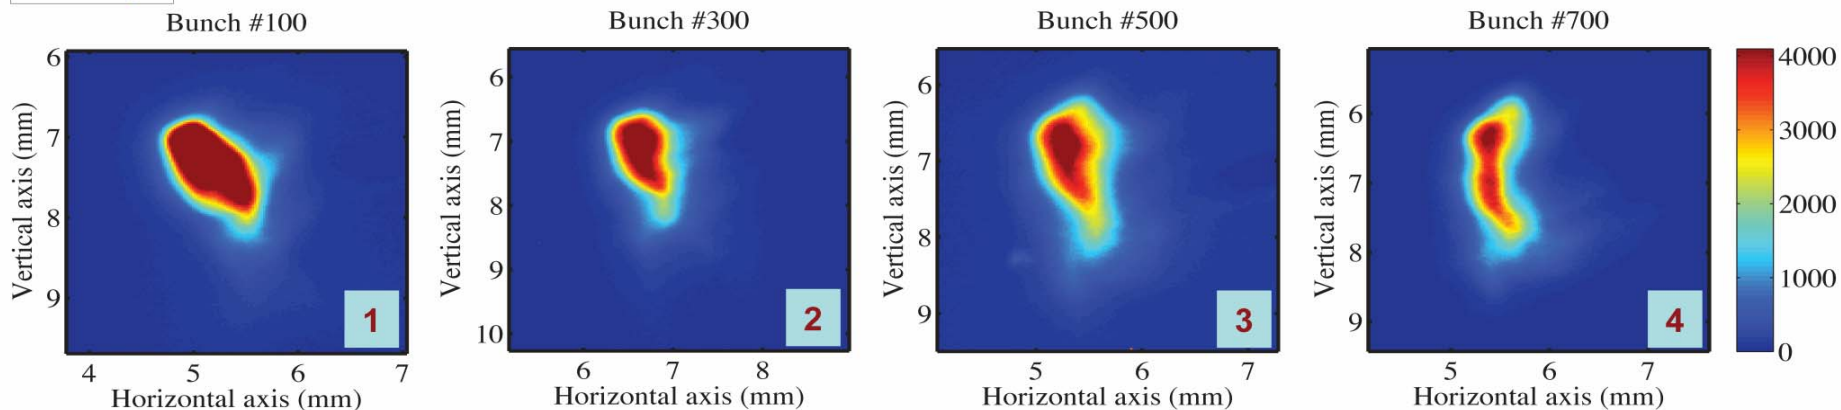 Bunch #100
Bunch #300
Bunch #500
Bunch #700
Vertical axis (mm)
6
7
8
9
1
4 5 6 7
Horizontal axis (mm)
Vertical axis (mm)
6
7
8
9
10
2
6 7 8
Horizontal axis (mm)
Vertical axis (mm)
6
7
8
9
3
5 6 7
Horizontal axis (mm)
Vertical axis (mm)
6
7
8
9
4
5 6 7
Horizontal axis (mm)
4000
3000
2000
1000
0